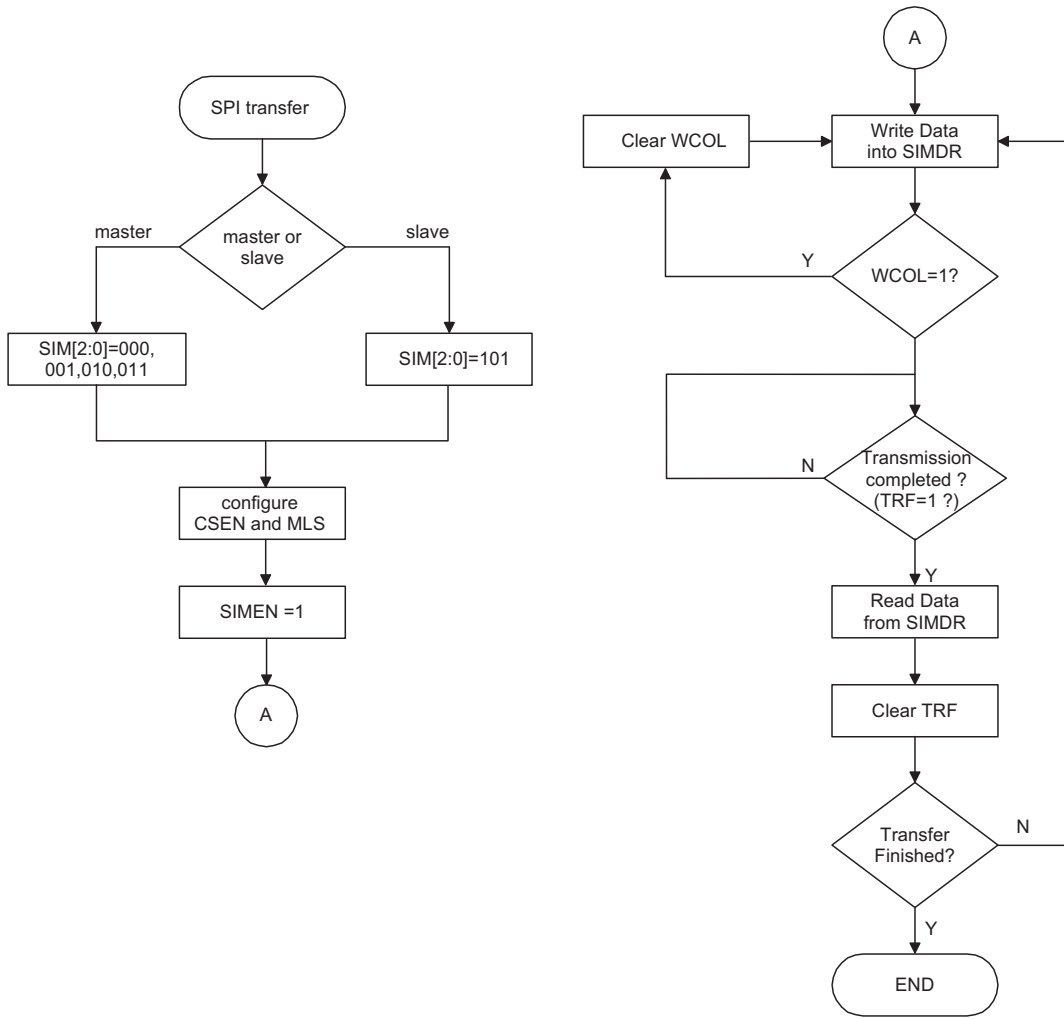 SPI transfer
master or
slave
master
slave
SIM[2:0]=000,
001,010,011
SIM[2:0]=101
configure
CSEN and MLS
SIMEN =1
A
A
Clear WCOL
Write Data
into SIMDR
Y
WCOL=1?
N
Transmission
completed ?
(TRF=1 ?)
Y
Read Data
from SIMDR
Clear TRF
Transfer
Finished?
N
Y
END